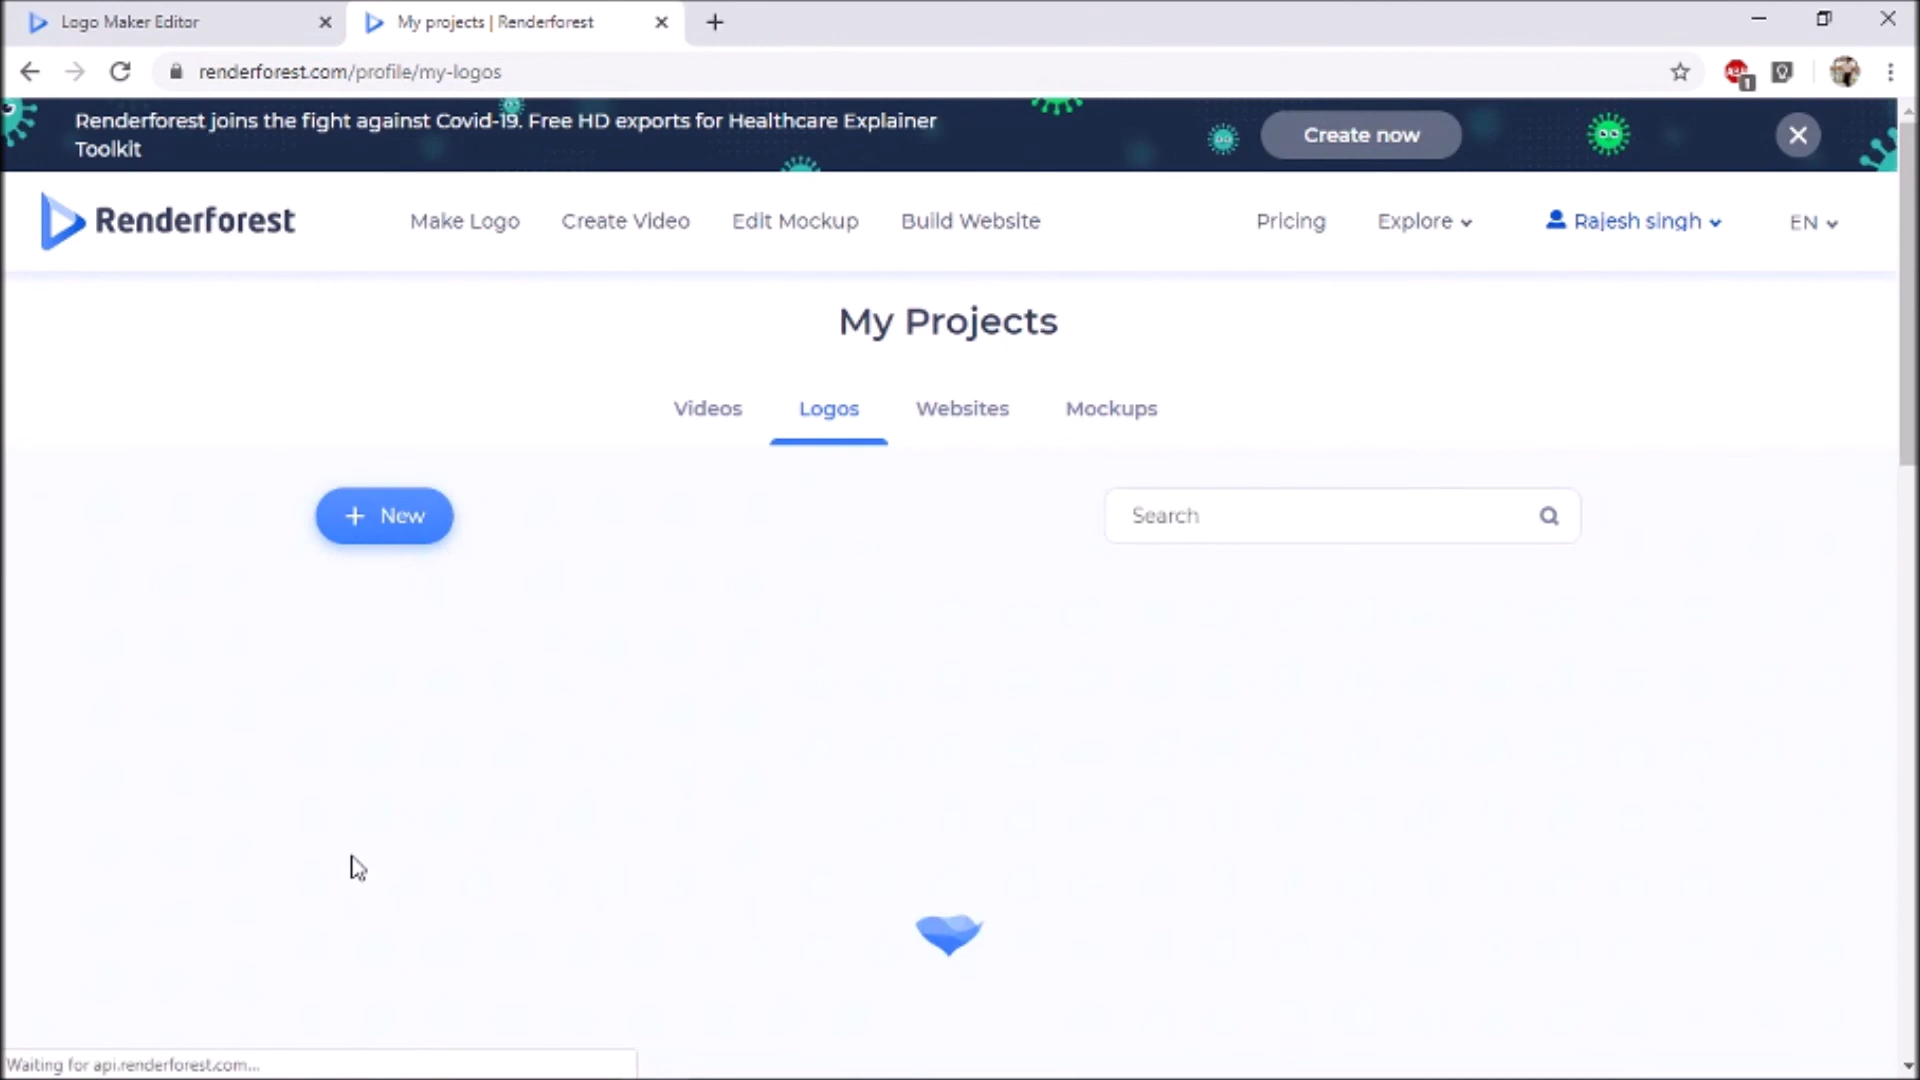 Logo Maker Editor
My projects | Renderforest
renderforest.com/profile/my-logos
1
Renderforest joins the fight against Covid-19. Free HD exports for Healthcare Explainer
Toolkit
Create now
Renderforest
Make Logo
Create Video
Edit Mockup
Build Website
Pricing
Explore
Rajesh singh
EN
My Projects
Videos
Logos
Websites
Mockups
+ New
Search
Waiting for api.renderforest.com...